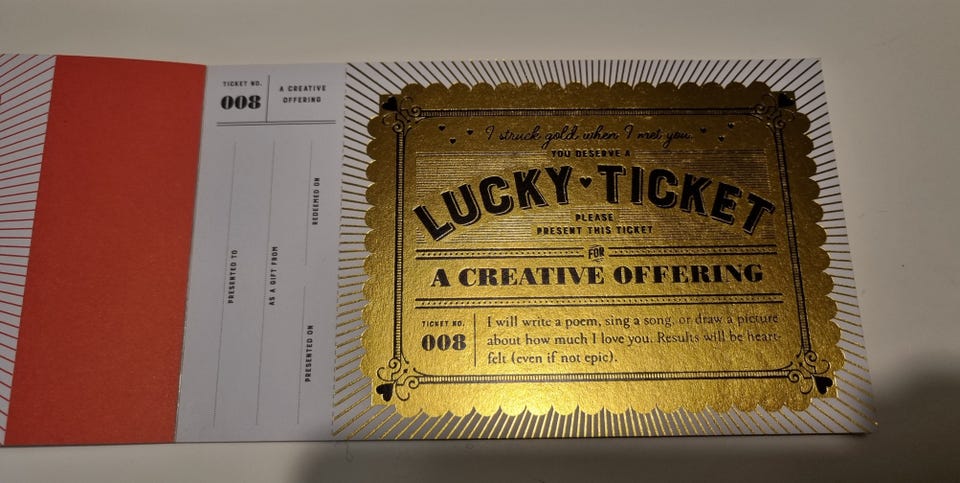 TICKET NO.
008
A CREATIVE
OFFERING
PRESENTED TO
AS A GIFT FROM
PRESENTED ON
REDEEMED ON
I struck gold when I met you.
YOU DESERVE A
LUCKY TICKET
PLEASE
PRESENT THIS TICKET
FOR
A CREATIVE OFFERING
TICKET NO.
008
I will write a poem, sing a song, or draw a picture
about how much I love you. Results will be heart-
felt (even if not epic).